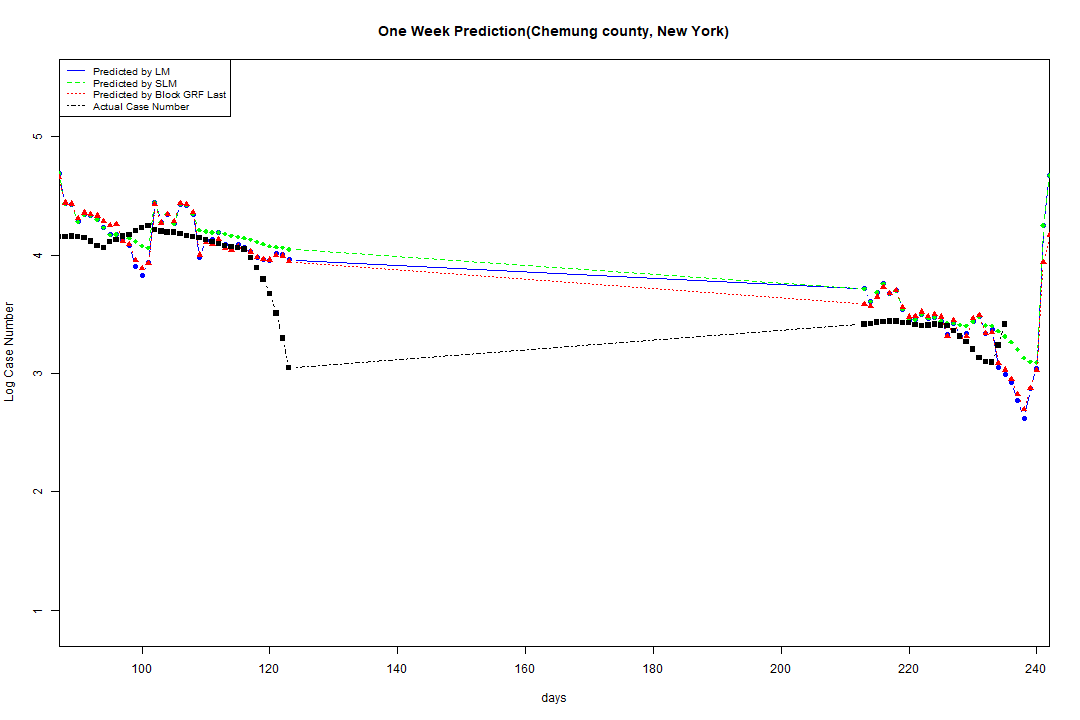 One Week Prediction(Chemung county, New York)
Predicted by LM
Predicted by SLM
Predicted by Block GRF Last
Actual Case Number
5
4
3
2
1
Log Case Number
100 120 140 160 180 200 220 240
days